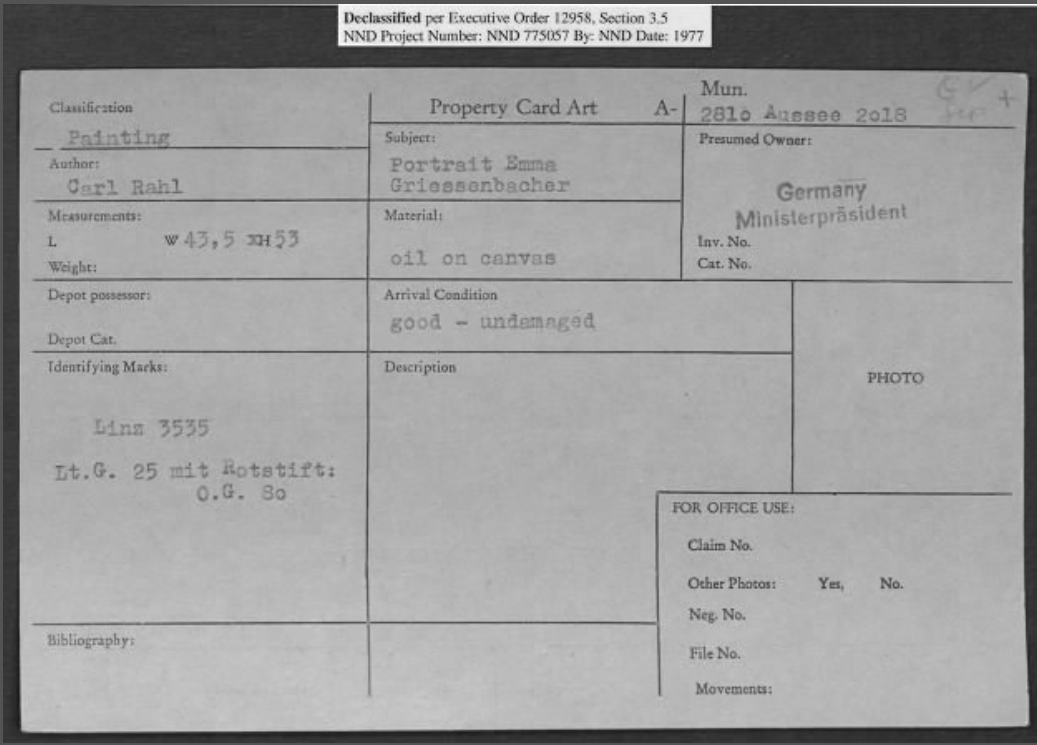 Declassified per Executive Order 12958, Section 3.5
NND Project Number: NND 775057 By: NND Date: 1977
Classification
Painting
Property Card Art A-
Mun.
2810 Aussee 2018
Author:
Carl Rahl
Subject:
Portrait Emma
Griessenbacher
Presumed Owner:
Germany
Ministerpräsident
Inv. No.
Cat. No.
Measurements:
L W 43,5 XH 53
Weight:
Material:
oil on canvas
Depot possessor:
Depot Cat.
Arrival Condition
good - undamaged
Identifying Marks:
Linz 3535
Lt.G. 25 mit Rotstift:
O.G. So
Description
PHOTO
FOR OFFICE USE:
Claim No.
Other Photos: Yes, No.
Neg. No.
File No.
Movements:
Bibliography: